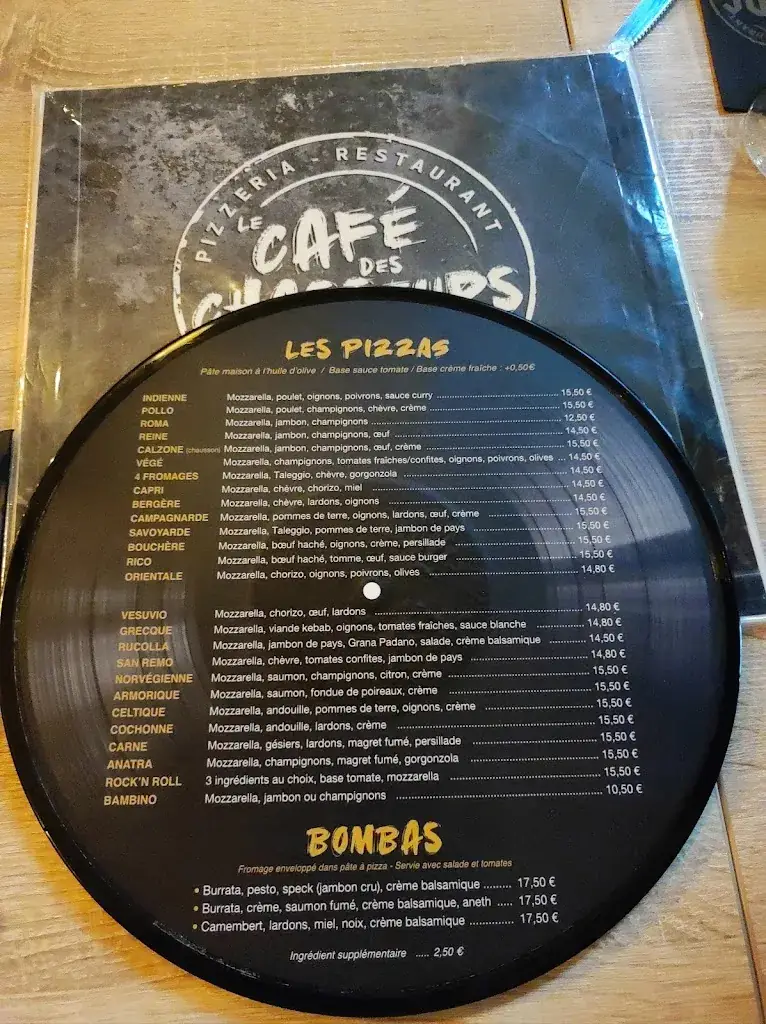 PIZZERIA - RESTAURANT
LE
CAFÉ
DES
LES PIZZAS
Pâte maison à l'huile d'olive / Base sauce tomate / Base crème fraîche : +0,50€
INDIENNE Mozzarella, poulet, oignons, poivrons, sauce curry 15,50 €
POLLO Mozzarella, poulet, champignons, chèvre, crème 15,50 €
ROMA Mozzarella, jambon, champignons 12,50 €
REINE Mozzarella, jambon, champignons, œuf 14,50 €
CALZONE (chausson) Mozzarella, jambon, champignons, œuf, crème 15,50 €
VÉGÉ Mozzarella, champignons, tomates fraîches/confites, oignons, poivrons, olives ... 14,50 €
4 FROMAGES Mozzarella, Taleggio, chèvre, gorgonzola 14,50 €
CAPRI Mozzarella, chèvre, chorizo, miel 14,50 €
BERGÈRE Mozzarella, chèvre, lardons, oignons 14,50 €
CAMPAGNARDE Mozzarella, pommes de terre, oignons, lardons, œuf, crème 15,50 €
SAVOYARDE Mozzarella, Taleggio, pommes de terre, jambon de pays 15,50 €
BOUCHÈRE Mozzarella, bœuf haché, oignons, crème, persillade 15,50 €
RICO Mozzarella, bœuf haché, tomme, œuf, sauce burger 15,50 €
ORIENTALE Mozzarella, chorizo, oignons, poivrons, olives 14,80 €
VESUVIO Mozzarella, chorizo, œuf, lardons 14,80 €
GRECQUE Mozzarella, viande kebab, oignons, tomates fraîches, sauce blanche 14,80 €
RUCOLLA Mozzarella, jambon de pays, Grana Padano, salade, crème balsamique 14,50 €
SAN REMO Mozzarella, chèvre, tomates confites, jambon de pays 14,80 €
NORVÉGIENNE Mozzarella, saumon, champignons, citron, crème 15,50 €
ARMORIQUE Mozzarella, saumon, fondue de poireaux, crème 15,50 €
CELTIQUE Mozzarella, andouille, pommes de terre, oignons, crème 15,50 €
COCHONNE Mozzarella, andouille, lardons, crème 15,50 €
CARNE Mozzarella, gésiers, lardons, magret fumé, persillade 15,50 €
ANATRA Mozzarella, champignons, magret fumé, gorgonzola 15,50 €
ROCK'N ROLL 3 ingrédients au choix, base tomate, mozzarella 15,50 €
BAMBINO Mozzarella, jambon ou champignons 10,50 €
BOMBAS
Fromage enveloppé dans pâte à pizza - Servie avec salade et tomates
• Burrata, pesto, speck (jambon cru), crème balsamique ........ 17,50 €
• Burrata, crème, saumon fumé, crème balsamique, aneth ..... 17,50 €
• Camembert, lardons, miel, noix, crème balsamique ............. 17,50 €
Ingrédient supplémentaire ..... 2,50 €